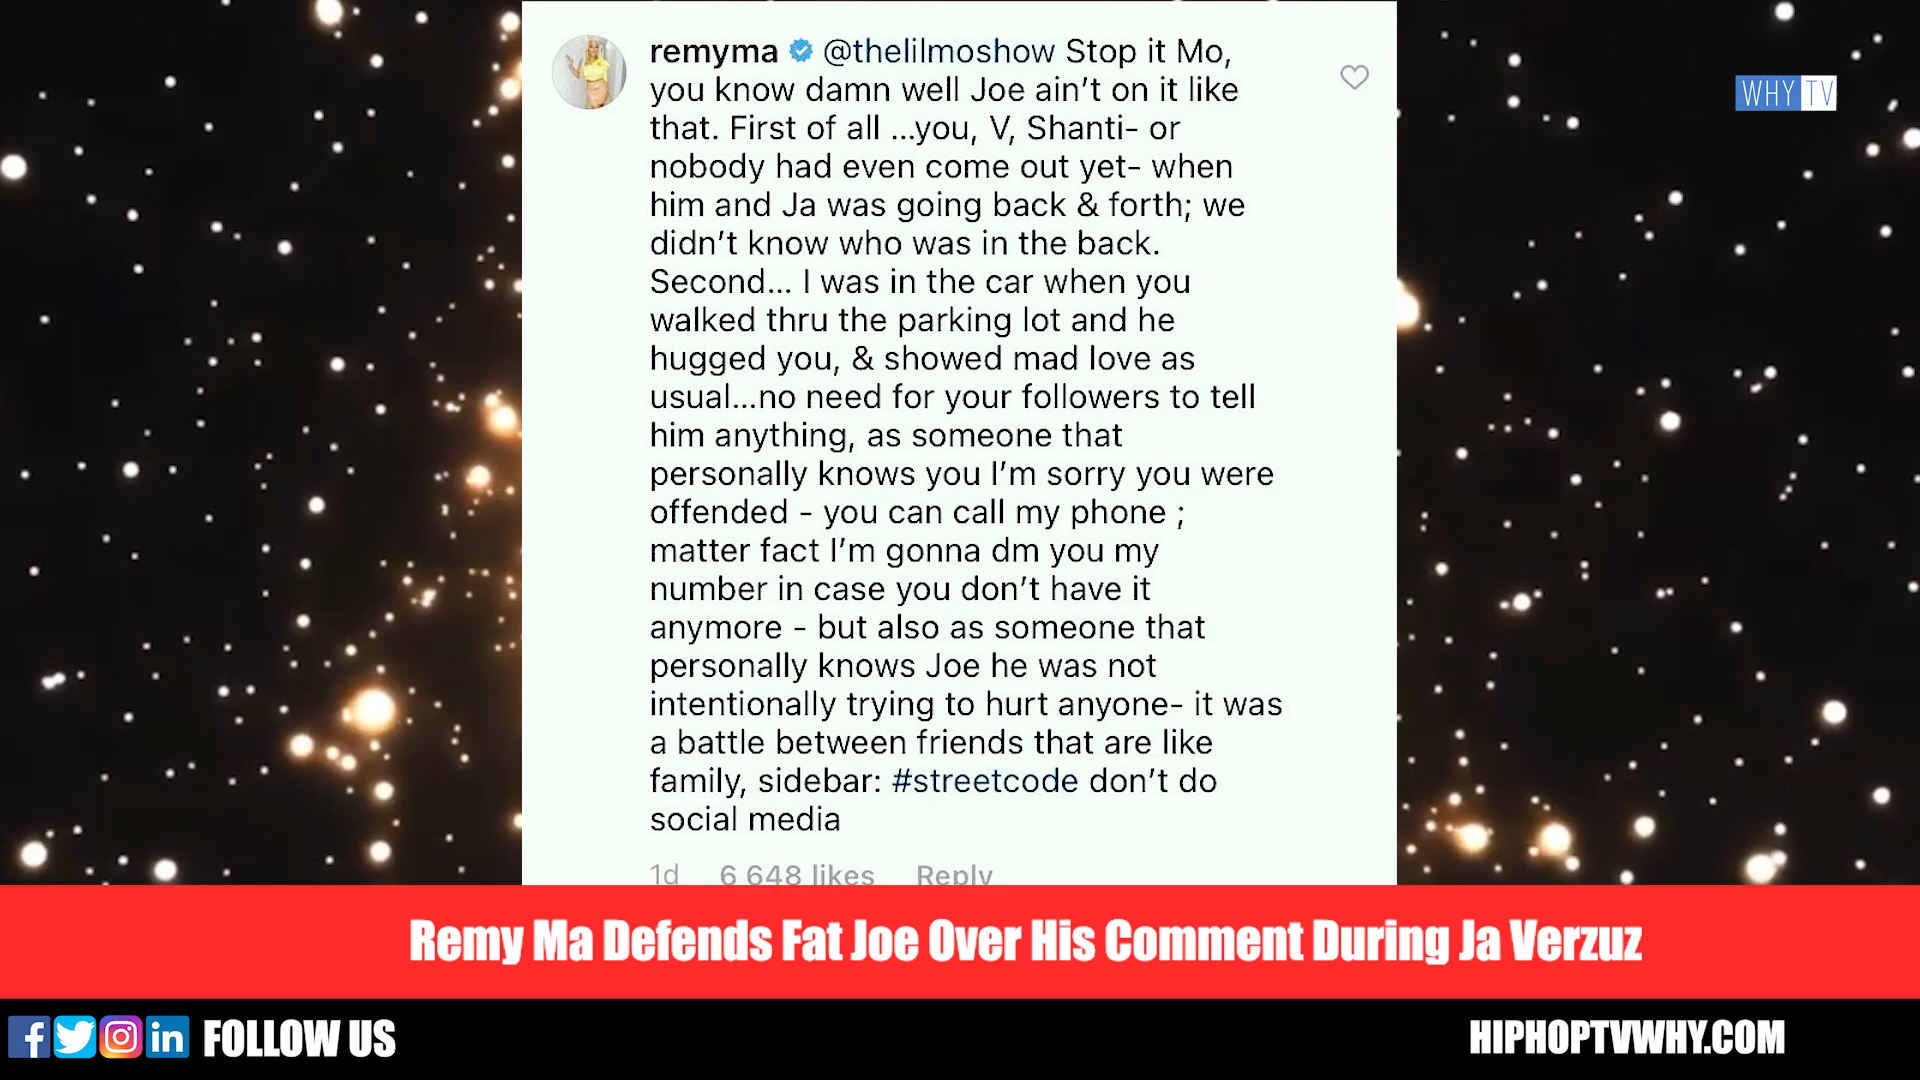 remyma @thelilmoshow Stop it Mo,
you know damn well Joe ain't on it like
that. First of all ...you, V, Shanti- or
nobody had even come out yet- when
him and Ja was going back & forth; we
didn't know who was in the back.
Second... I was in the car when you
walked thru the parking lot and he
hugged you, & showed mad love as
usual...no need for your followers to tell
him anything, as someone that
personally knows you I'm sorry you were
offended - you can call my phone ;
matter fact I'm gonna dm you my
number in case you don't have it
anymore - but also as someone that
personally knows Joe he was not
intentionally trying to hurt anyone- it was
a battle between friends that are like
family, sidebar: #streetcode don't do
social media
1d 6 648 likes Reply
WHY TV
Remy Ma Defends Fat Joe Over His Comment During Ja Verzuz
FOLLOW US
HIPHOPTVWHY.COM